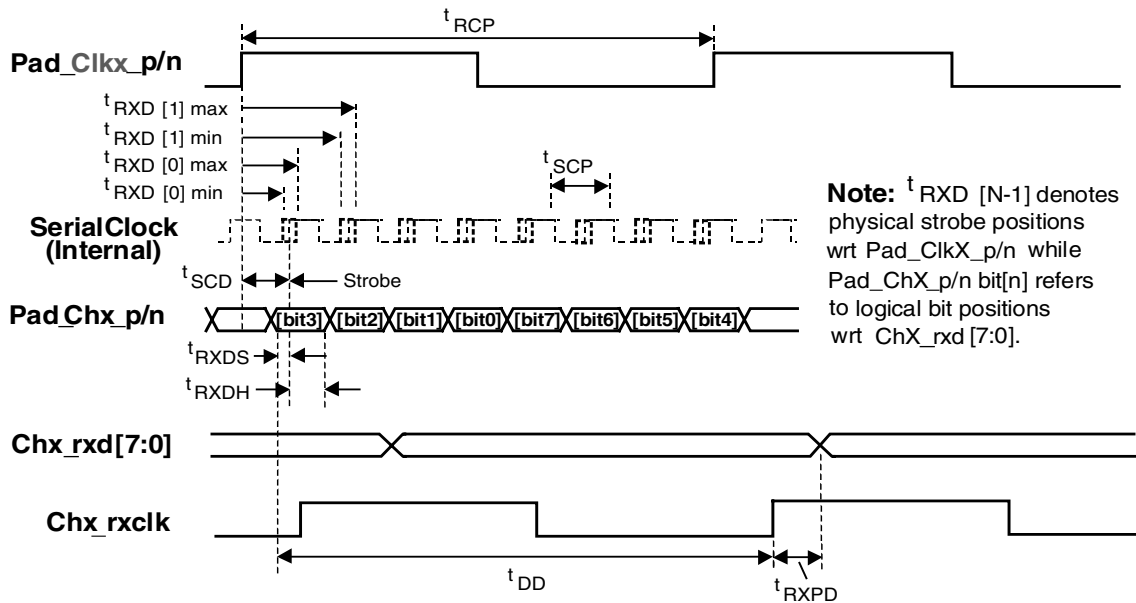 t RCP
Pad_Clkx_p/n
t RXD [1] max
t RXD [1] min
t RXD [0] max
t RXD [0] min
t SCP
SerialClock
(Internal)
Note: t RXD [N-1] denotes
physical strobe positions
wrt Pad_ClkX_p/n while
Pad_ChX_p/n bit[n] refers
to logical bit positions
wrt ChX_rxd [7:0].
t SCD
Strobe
Pad_Chx_p/n
[bit3] [bit2] [bit1] [bit0] [bit7] [bit6] [bit5] [bit4]
t RXDS
t RXDH
Chx_rxd[7:0]
Chx_rxclk
t DD
t RXPD